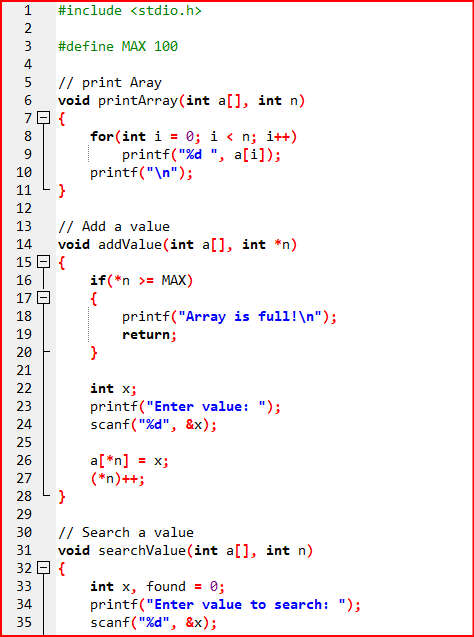 1 #include <stdio.h>
2
3 #define MAX 100
4
5 // print Aray
6 void printArray(int a[], int n)
7 {
8     for(int i = 0; i < n; i++)
9         printf("%d ", a[i]);
10     printf("\n");
11 }
12
13 // Add a value
14 void addValue(int a[], int *n)
15 {
16     if(*n >= MAX)
17     {
18         printf("Array is full!\n");
19         return;
20     }
21
22     int x;
23     printf("Enter value: ");
24     scanf("%d", &x);
25
26     a[*n] = x;
27     (*n)++;
28 }
29
30 // Search a value
31 void searchValue(int a[], int n)
32 {
33     int x, found = 0;
34     printf("Enter value to search: ");
35     scanf("%d", &x);